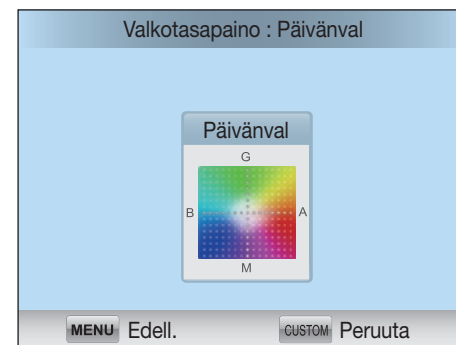 Valkotasapaino : Päivänval
Päivänval
G
B A
M
MENU Edell. CUSTOM Peruuta